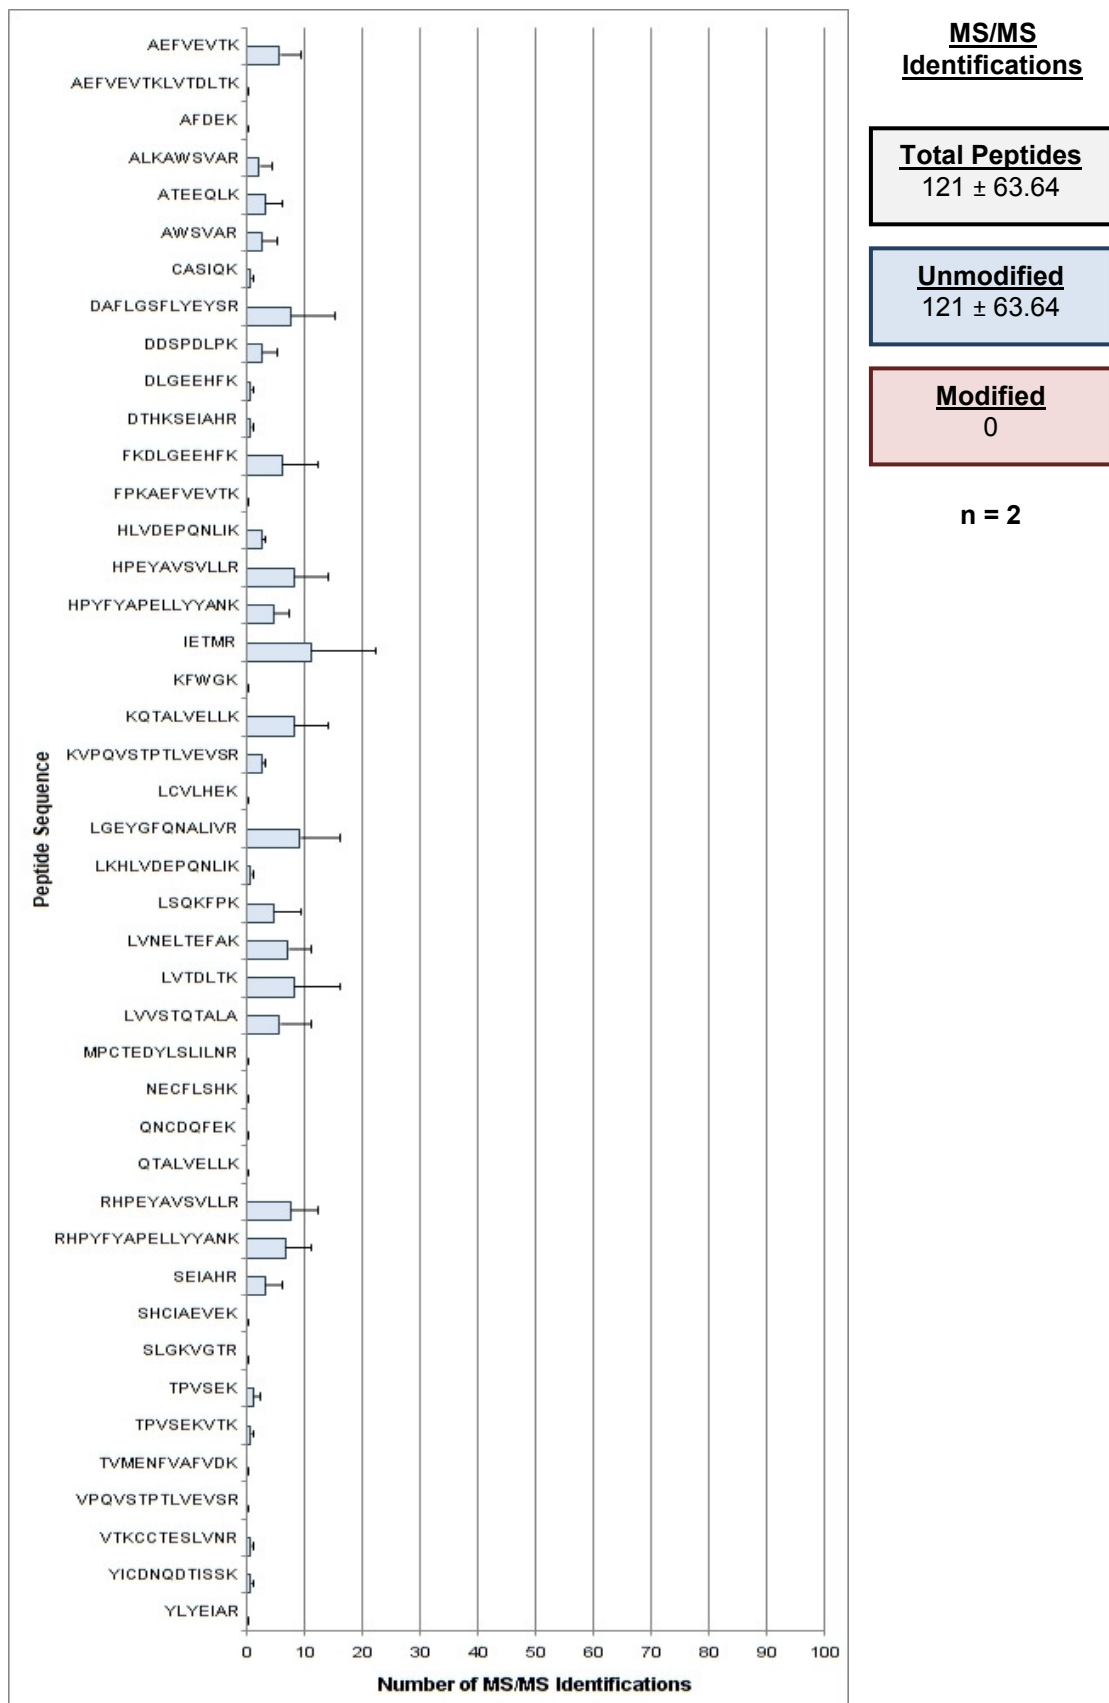 AEFVEVTK
AEFVEVTKLVTDLTK
AFDEK
ALKAWSVAR
ATEEQLK
AWSVAR
CASIQK
DAFLGSFLYEYSR
DDSPDLPK
DLGEEHFK
DTHKSEIAHR
FKDLGEEHFK
FPKAEFVEVTK
HLVDEPQNLIK
HPEYAVSVLLR
HPYFYAPELLYYANK
IETMR
KFWGK
KQTALVELLK
KVPQVSTPTLVEVSR
LCVLHEK
LGEYGFQNALIVR
LKHLVDEPQNLIK
LSQKFPK
LVNELTEFAK
LVTDLTK
LVVSTQTALA
MPCTEDYLSLILNR
NECFLSHK
QNCDQFEK
QTALVELLK
RHPEYAVSVLLR
RHPYFYAPELLYYANK
SEIAHR
SHCIAEVEK
SLGKVGTR
TPVSEK
TPVSEKVTK
TVMENFVAFVDK
VPQVSTPTLVEVSR
VTKCCTESLVNR
YICDNQDTISSK
YLYEIAR
Peptide Sequence
0 10 20 30 40 50 60 70 80 90 100
Number of MS/MS Identifications
MS/MS
Identifications
Total Peptides
121 ± 63.64
Unmodified
121 ± 63.64
Modified
0
n = 2